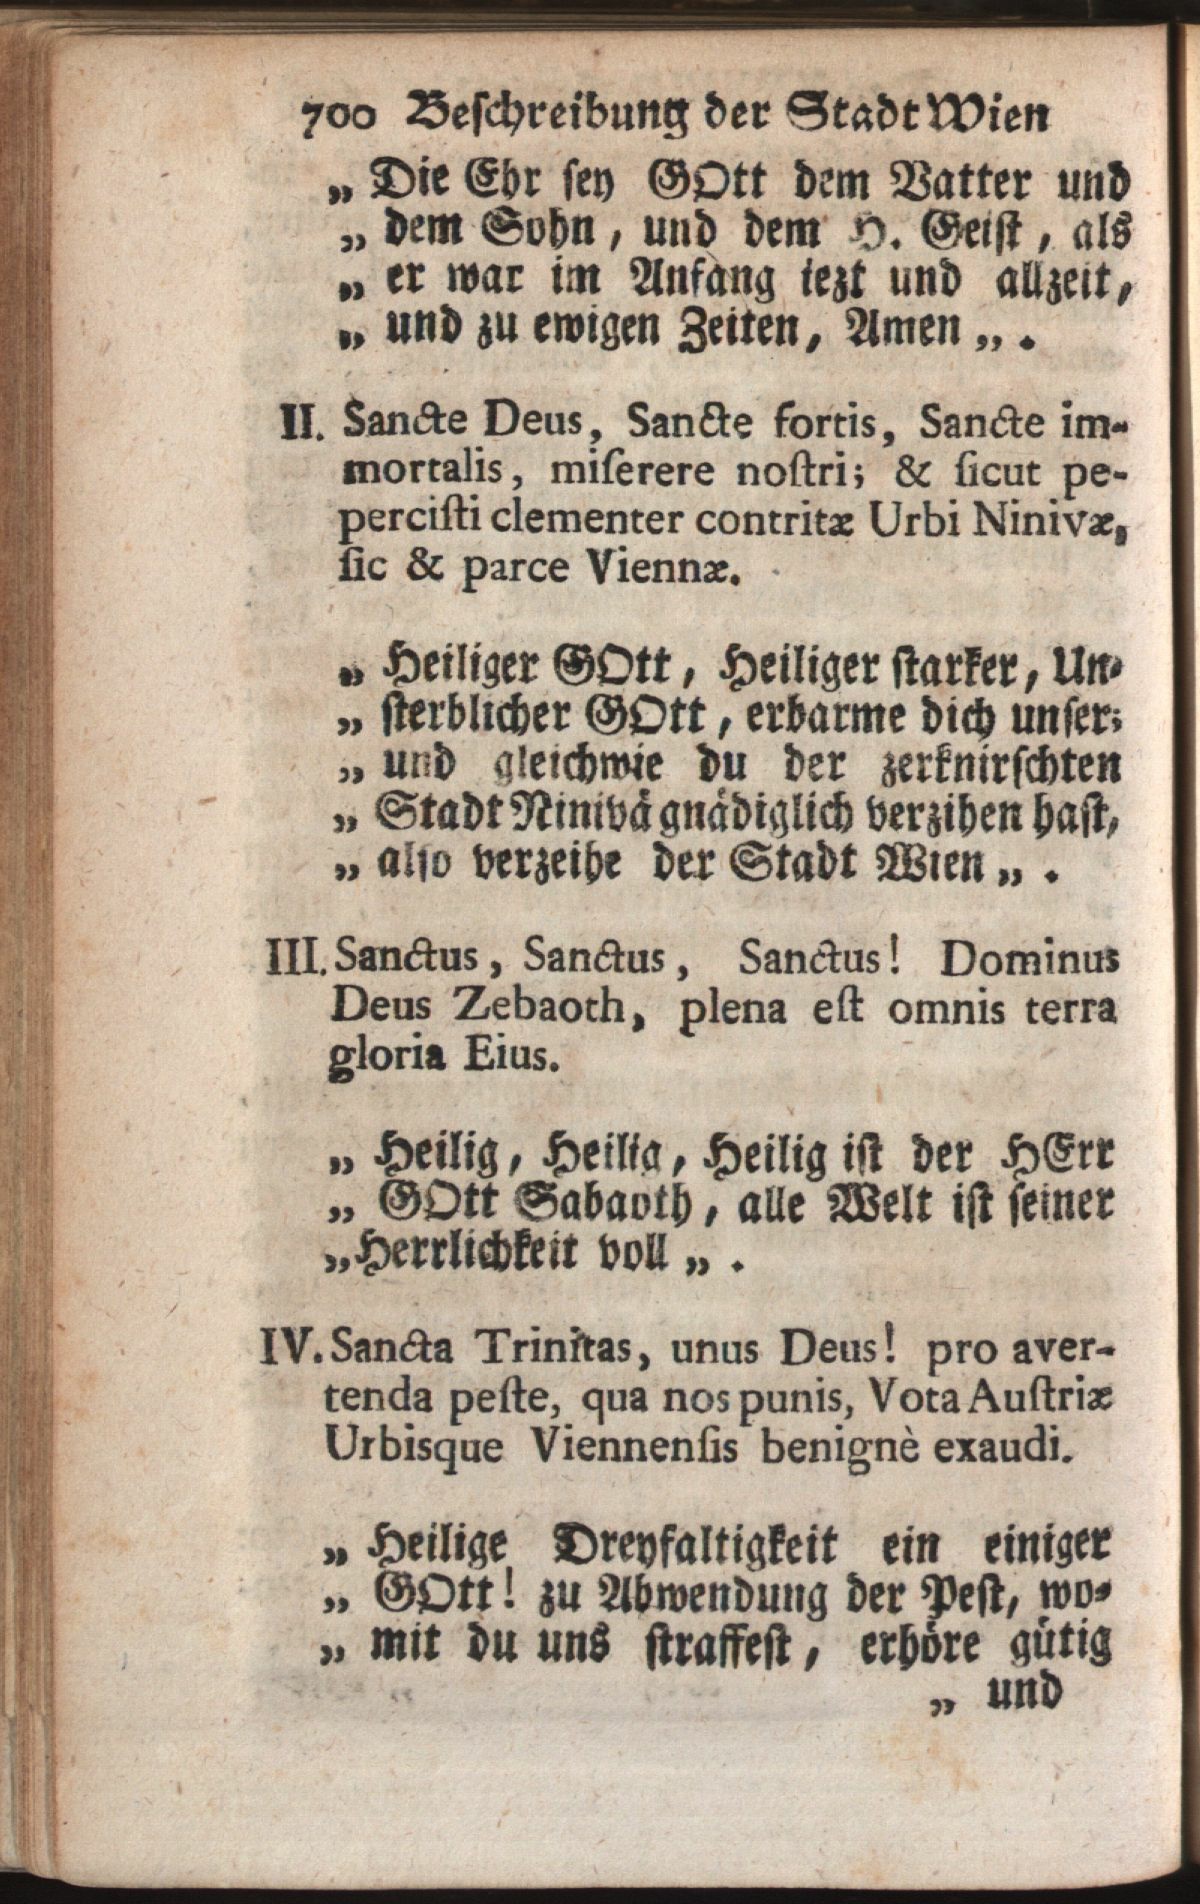 700 Beschreibung der Stadt Wien
„ Die Ehr sey GOtt dem Vatter und
„ dem Sohn, und dem H. Geist, als
„ er war im Anfang iezt und allzeit,
„ und zu ewigen Zeiten, Amen „.
II. Sancte Deus, Sancte fortis, Sancte im-
mortalis, miſerere noſtri; & ſicut pe-
perciſti clementer contritæ Urbi Ninivæ,
ſic & parce Viennæ.
„ Heiliger GOtt, Heiliger ſtarker, Un-
„ ſterblicher GOtt, erbarme dich unſer;
„ und gleichwie du der zerknirſchten
„ Stadt Ninivä gnädiglich verzihen haſt,
„ alſo verzeihe der Stadt Wien „.
III. Sanctus, Sanctus, Sanctus! Dominus
Deus Zebaoth, plena eſt omnis terra
gloria Eius.
„ Heilig, Heilig, Heilig iſt der HErr
„ GOtt Sabaoth, alle Welt iſt ſeiner
„ Herrlichkeit voll „.
IV. Sancta Trinitas, unus Deus! pro aver-
tenda peſte, qua nos punis, Vota Auſtriæ
Urbisque Viennenſis benignè exaudi.
„ Heilige Dreyfaltigkeit ein einiger
„ GOtt! zu Abwendung der Peſt, wo-
„ mit du uns ſtraffeſt, erhöre gütig
„ und